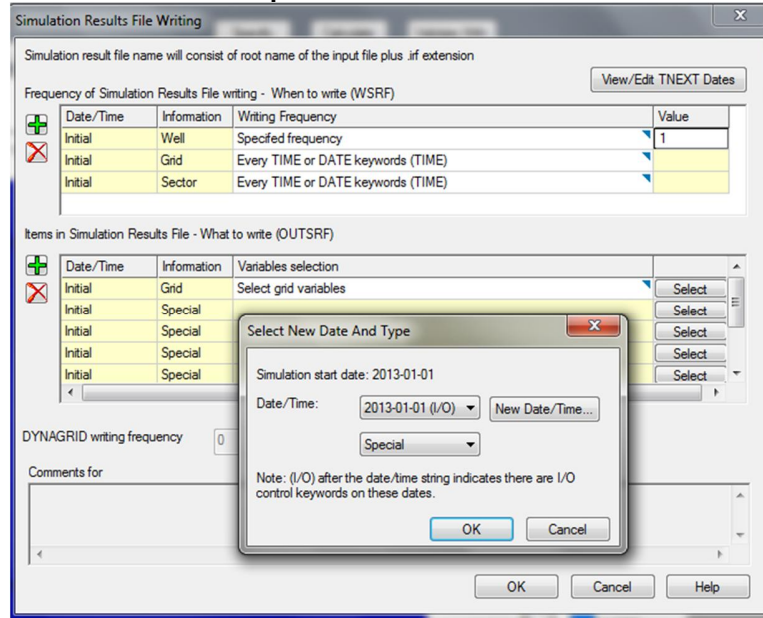 Simulation Results File Writing
Simulation result file name will consist of root name of the input file plus .irf extension
View/Edit TNEXT Dates
Frequency of Simulation Results File writing - When to write (WSRF)
Date/Time Information Writing Frequency Value
Initial Well Specifed frequency 1
Initial Grid Every TIME or DATE keywords (TIME)
Initial Sector Every TIME or DATE keywords (TIME)
Items in Simulation Results File - What to write (OUTSRF)
Date/Time Information Variables selection
Initial Grid Select grid variables Select
Initial Special Select
Initial Special Select
Initial Special Select
Initial Special Select
Select New Date And Type
Simulation start date: 2013-01-01
Date/Time: 2013-01-01 (I/O) New Date/Time...
Special
Note: (I/O) after the date/time string indicates there are I/O
control keywords on these dates.
OK Cancel
DYNAGRID writing frequency 0
Comments for
OK Cancel Help